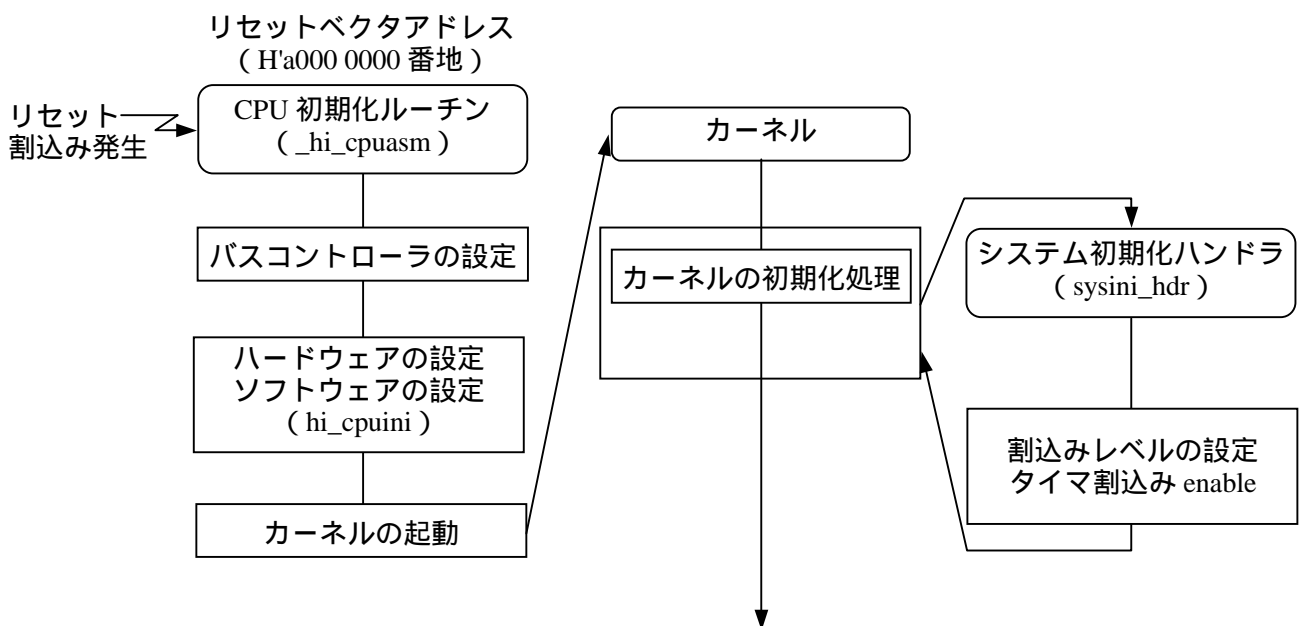 リセットベクタアドレス
（ H'a000 0000 番地 ）
リセット
割込み発生
CPU 初期化ルーチン
（ _hi_cpuasm ）
バスコントローラの設定
ハードウェアの設定
ソフトウェアの設定
（ hi_cpuini ）
カーネルの起動
カーネル
カーネルの初期化処理
システム初期化ハンドラ
（ sysini_hdr ）
割込みレベルの設定
タイマ割込み enable